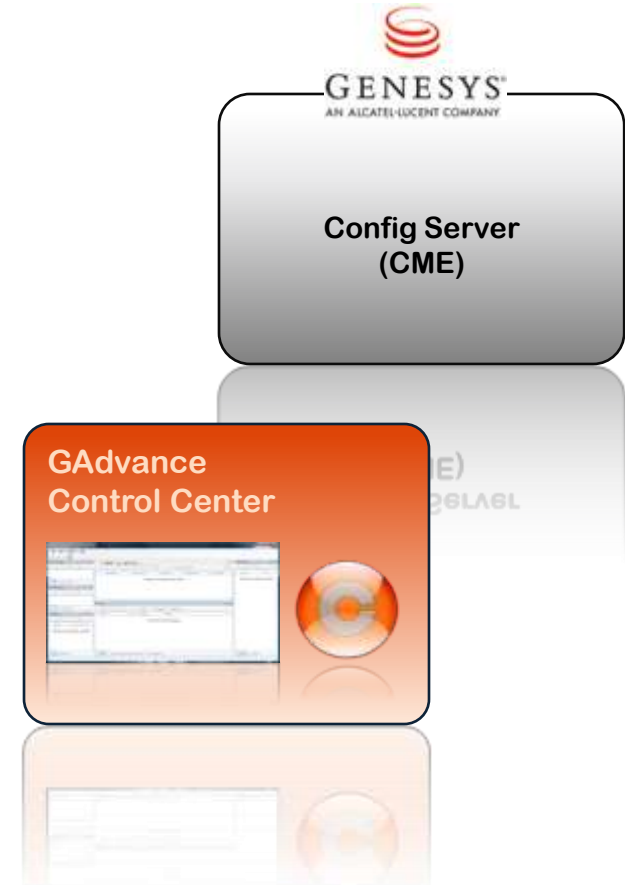 GENESYS
AN ALCATEL-LUCENT COMPANY
Config Server
(CME)
GAdvance
Control Center